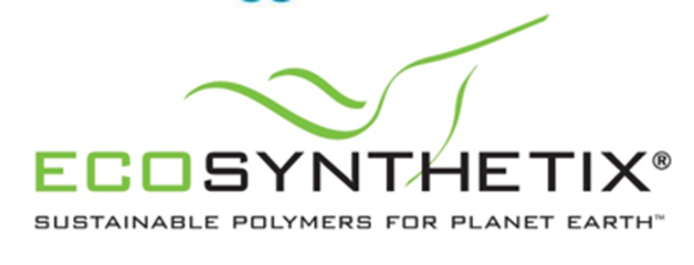 ECOSYNTHETIX®
SUSTAINABLE POLYMERS FOR PLANET EARTH™